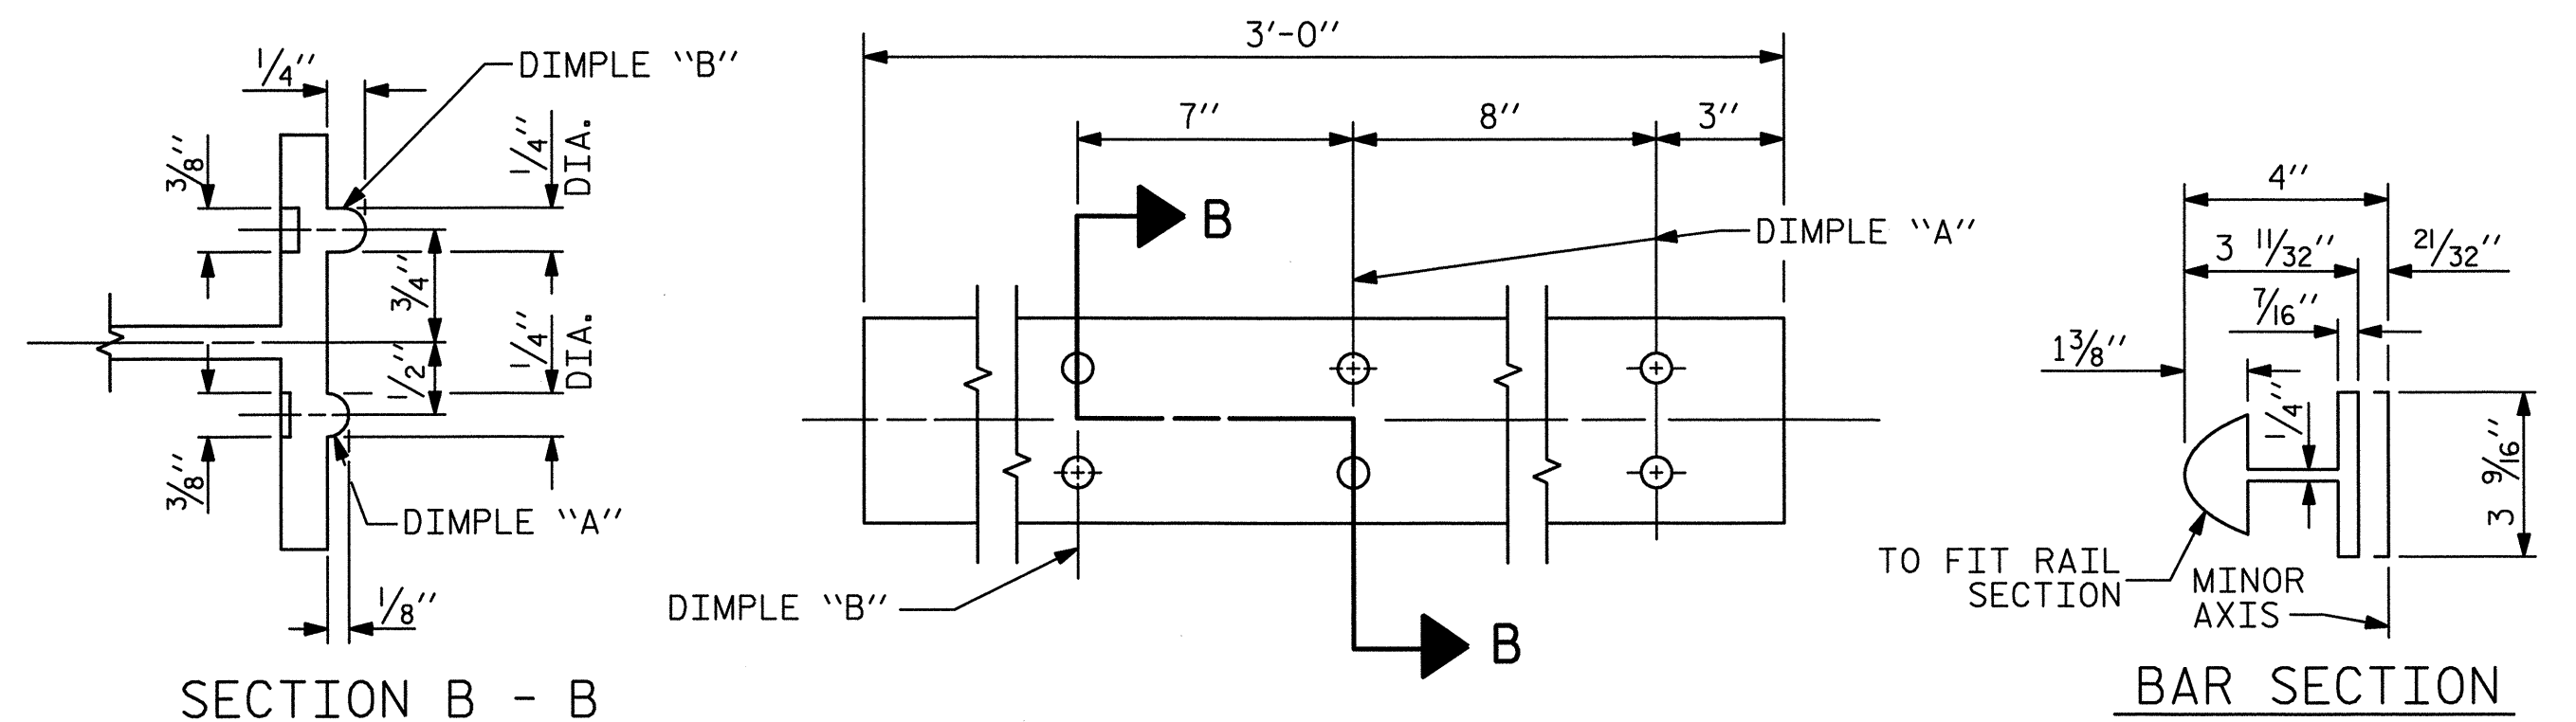 1/4"
DIMPLE "B"
3/8"
1/4"
DIA.
3/4"
1/2"
1/4"
DIA.
3/8"
DIMPLE "A"
1/8"
SECTION B - B
3'-0"
7"
8"
3"
B
DIMPLE "A"
DIMPLE "B"
B
4"
3 11/32"
21/32"
7/16"
1 3/8"
1/4"
3 9/16"
TO FIT RAIL
SECTION
MINOR
AXIS
BAR SECTION